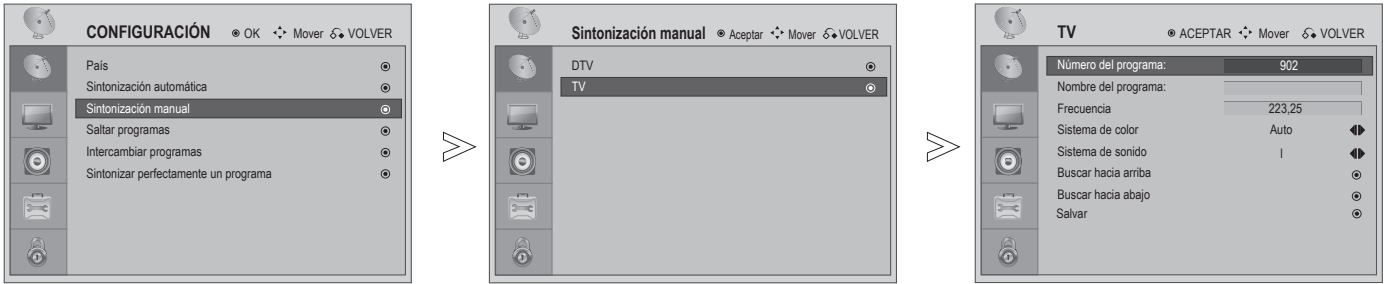 CONFIGURACIÓN OK Mover VOLVER
País
Sintonización automática
Sintonización manual
Saltar programas
Intercambiar programas
Sintonizar perfectamente un programa
Sintonización manual Aceptar Mover VOLVER
DTV
TV
TV ACEPTAR Mover VOLVER
Número del programa: 902
Nombre del programa:
Frecuencia 223,25
Sistema de color Auto
Sistema de sonido I
Buscar hacia arriba
Buscar hacia abajo
Salvar